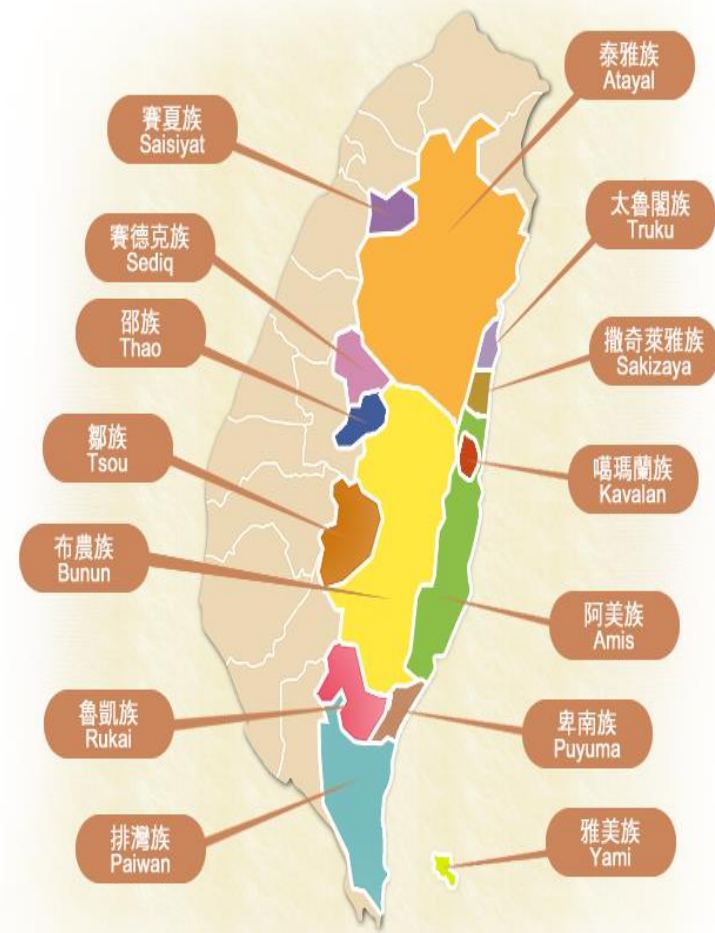 泰雅族
Atayal
賽夏族
Saisiyat
太魯閣族
Truku
賽德克族
Sediq
邵族
Thao
撒奇萊雅族
Sakizaya
鄒族
Tsou
噶瑪蘭族
Kavalan
布農族
Bunun
阿美族
Amis
魯凱族
Rukai
卑南族
Puyuma
排灣族
Paiwan
雅美族
Yami